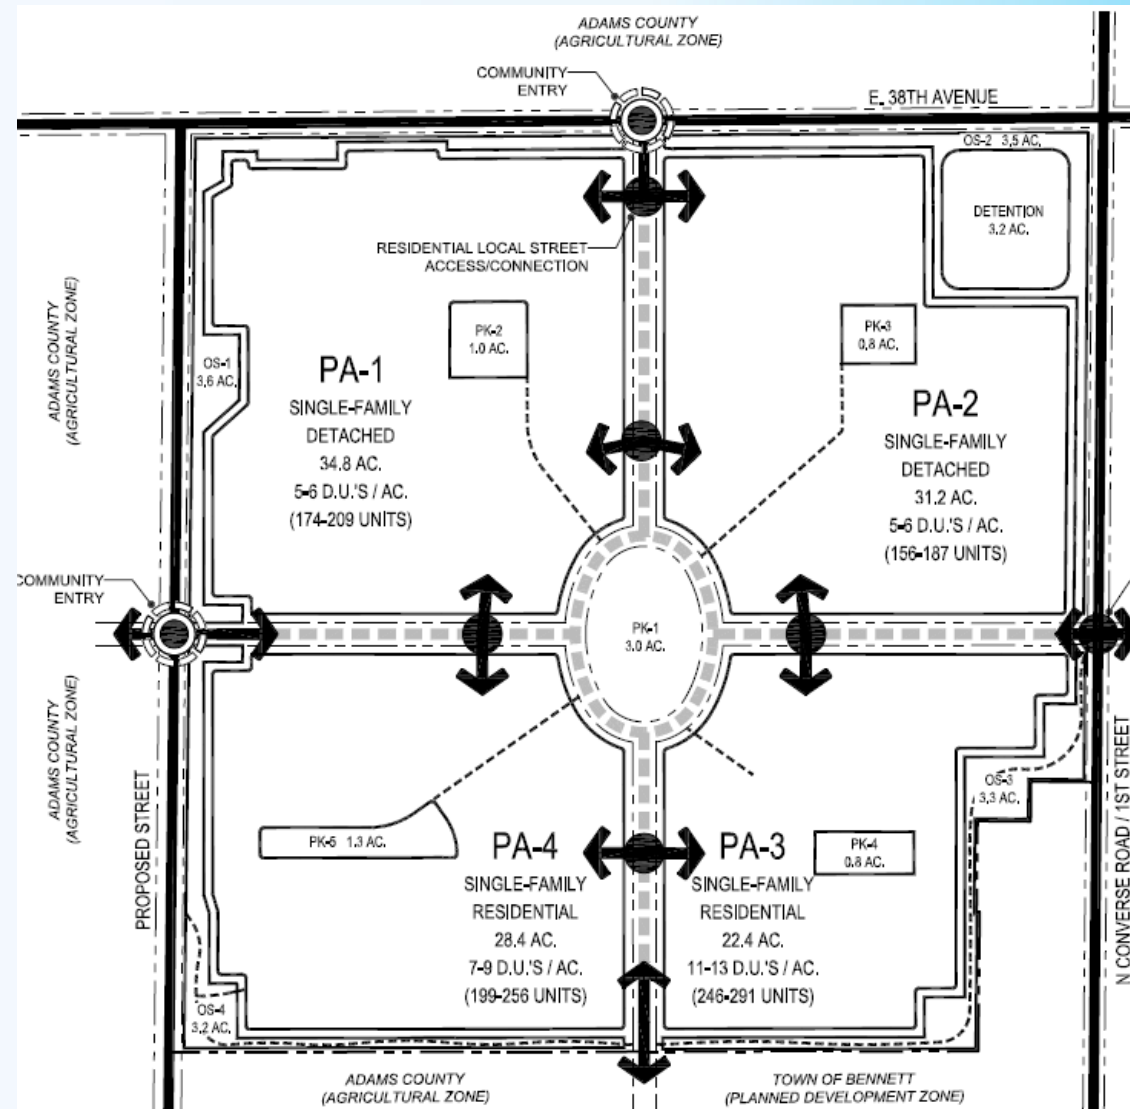 ADAMS COUNTY
(AGRICULTURAL ZONE)
COMMUNITY
ENTRY
E. 38TH AVENUE
OS-2 3.5 AC.
DETENTION
3.2 AC.
RESIDENTIAL LOCAL STREET
ACCESS/CONNECTION
ADAMS COUNTY
(AGRICULTURAL ZONE)
OS-1
3.6 AC.
PK-2
1.0 AC.
PK-3
0.8 AC.
PA-1
SINGLE-FAMILY
DETACHED
34.8 AC.
5-6 D.U.'S / AC.
(174-209 UNITS)
PA-2
SINGLE-FAMILY
DETACHED
31.2 AC.
5-6 D.U.'S / AC.
(156-187 UNITS)
COMMUNITY
ENTRY
PK-1
3.0 AC.
ADAMS COUNTY
(AGRICULTURAL ZONE)
PROPOSED STREET
N CONVERSE ROAD / 1ST STREET
OS-3
3.3 AC.
PK-5 1.3 AC.
PK-4
0.8 AC.
PA-4
SINGLE-FAMILY
RESIDENTIAL
28.4 AC.
7-9 D.U.'S / AC.
(199-256 UNITS)
PA-3
SINGLE-FAMILY
RESIDENTIAL
22.4 AC.
11-13 D.U.'S / AC.
(246-291 UNITS)
OS-4
3.2 AC.
ADAMS COUNTY
(AGRICULTURAL ZONE)
TOWN OF BENNETT
(PLANNED DEVELOPMENT ZONE)